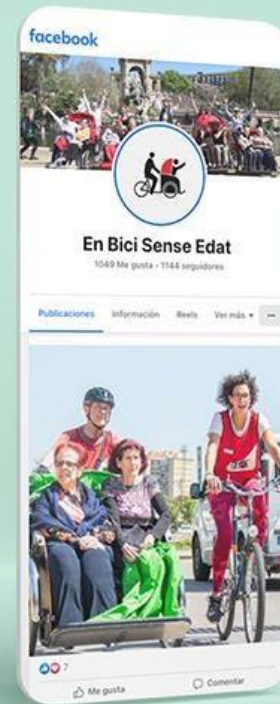 facebook
En Bici Sense Edat
1049 Me gusta - 1144 seguidores
Publicaciones Información Reels Ver más ▾ ···
7
Me gusta Comentar